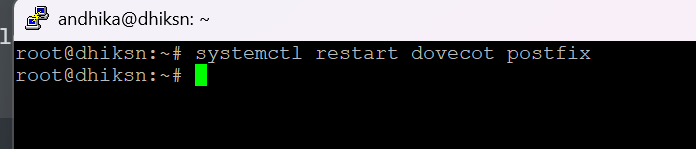 andhika@dhiksn: ~
root@dhiksn:~# systemctl restart dovecot postfix
root@dhiksn:~#